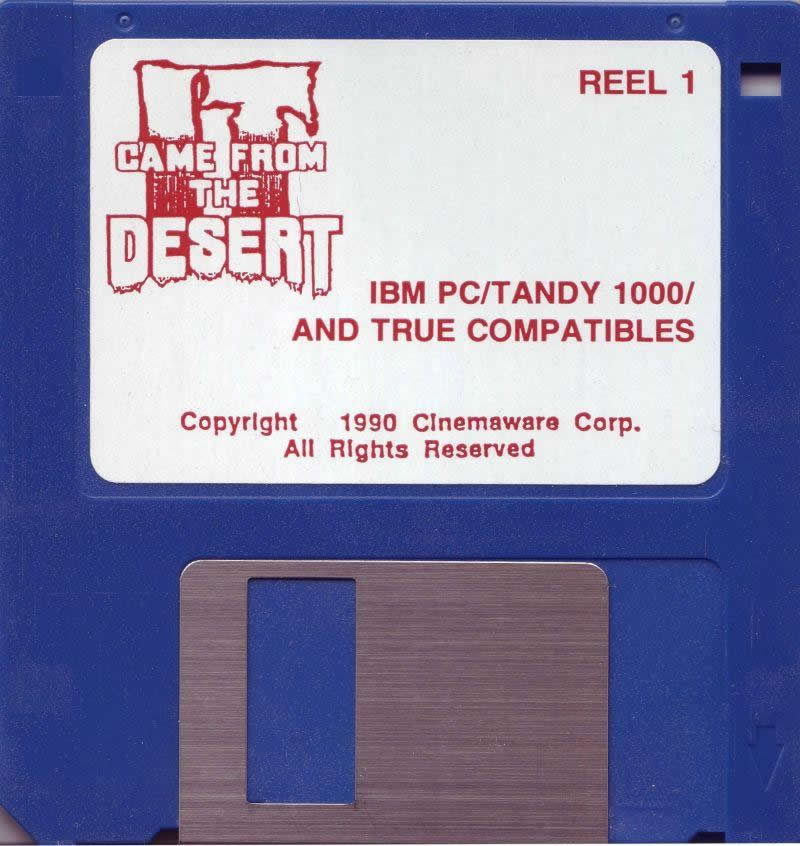 REEL 1
IT
CAME FROM
THE
DESERT
IBM PC/TANDY 1000/
AND TRUE COMPATIBLES
Copyright 1990 Cinemaware Corp.
All Rights Reserved